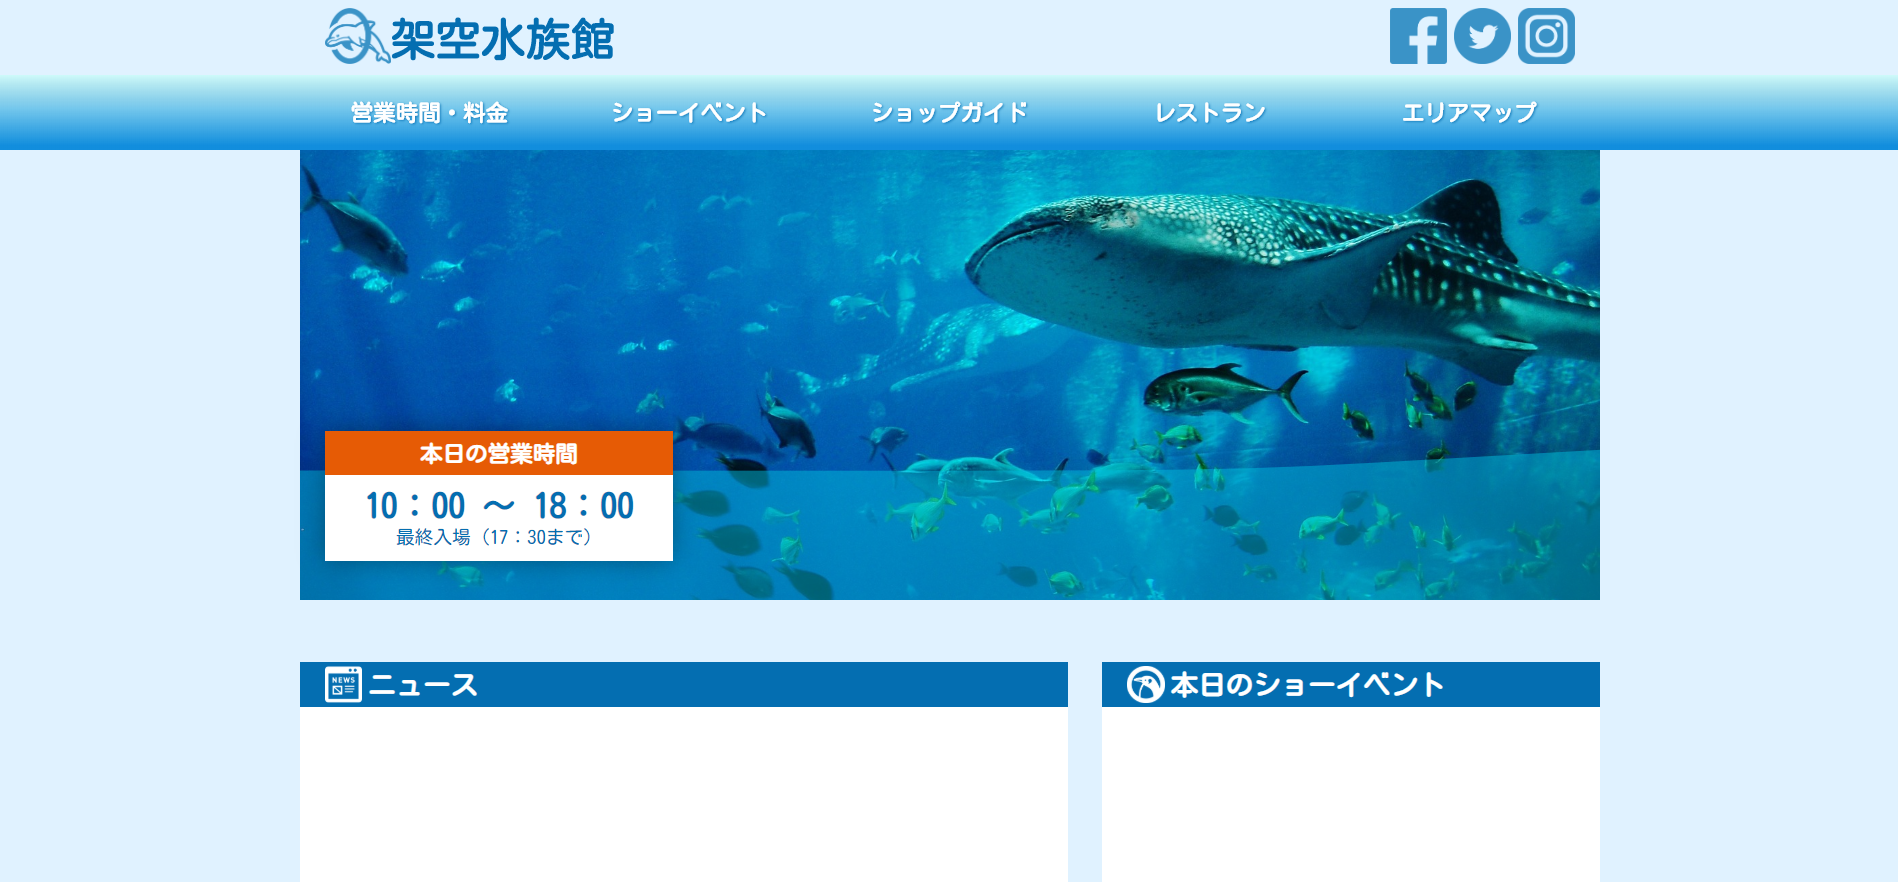 架空水族館
営業時間・料金
ショーイベント
ショップガイド
レストラン
エリアマップ
本日の営業時間
10：00 ～ 18：00
最終入場（17：30まで）
NEWS
ニュース
本日のショーイベント